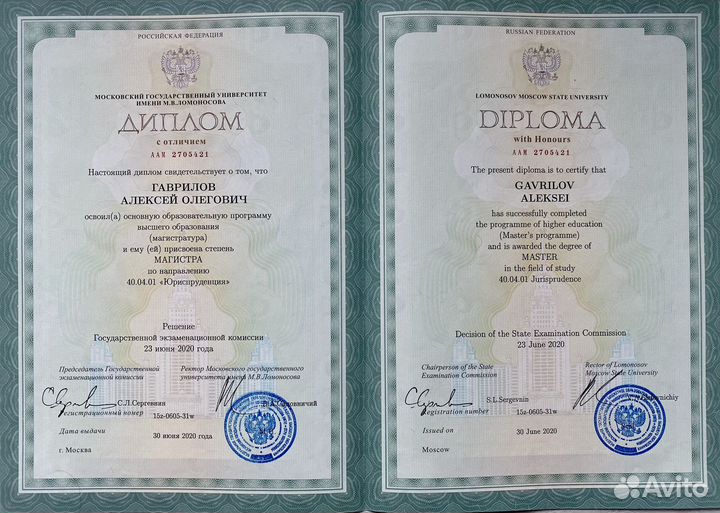 РОССИЙСКАЯ ФЕДЕРАЦИЯ
МОСКОВСКИЙ ГОСУДАРСТВЕННЫЙ УНИВЕРСИТЕТ
ИМЕНИ М.В.ЛОМОНОСОВА
ДИПЛОМ
с отличием
ААМ 2705421
Настоящий диплом свидетельствует о том, что
ГАВРИЛОВ
АЛЕКСЕЙ ОЛЕГОВИЧ
освоил(а) основную образовательную программу
высшего образования
(магистратура)
и ему (ей) присвоена степень
МАГИСТРА
по направлению
40.04.01 «Юриспруденция»
Решение
Государственной экзаменационной комиссии
23 июня 2020 года
Председатель Государственной
экзаменационной комиссии
Ректор Московского государственного
университета имени М.В.Ломоносова
С.Л.Сергевнин
Регистрационный номер
15z-0605-31w
Дата выдачи
30 июня 2020 года
г. Москва
RUSSIAN FEDERATION
LOMONOSOV MOSCOW STATE UNIVERSITY
DIPLOMA
with Honours
ААМ 2705421
The present diploma is to certify that
GAVRILOV
ALEKSEI
has successfully completed
the programme of higher education
(Master's programme)
and is awarded the degree of
MASTER
in the field of study
40.04.01 Jurisprudence
Decision of the State Examination Commission
23 June 2020
Chairperson of the State
Examination Commission
Rector of Lomonosov
Moscow State University
S.L.Sergevnin
Registration number
15z-0605-31w
Issued on
30 June 2020
Moscow
Avito